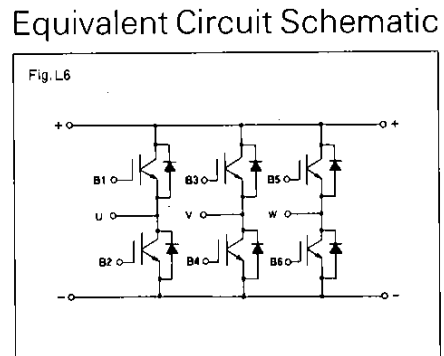 Equivalent Circuit Schematic
Fig. L6
+ +
B1 B3 B5
U V W
B2 B4 B6
− −